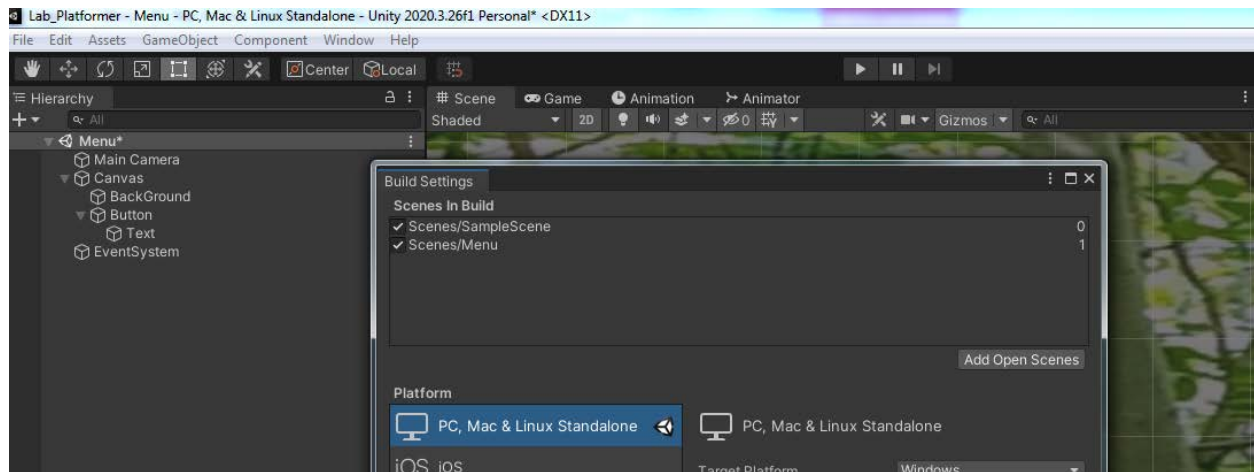 Lab_Platformer - Menu - PC, Mac & Linux Standalone - Unity 2020.3.26f1 Personal* <DX11>
File Edit Assets GameObject Component Window Help
Center Local
Hierarchy
# Scene Game Animation Animator
All
Shaded 2D 0 Gizmos All
Menu*
Main Camera
Canvas
BackGround
Button
Text
EventSystem
Build Settings
Scenes In Build
Scenes/SampleScene 0
Scenes/Menu 1
Add Open Scenes
Platform
PC, Mac & Linux Standalone
PC, Mac & Linux Standalone
iOS iOS
Target Platform Windows